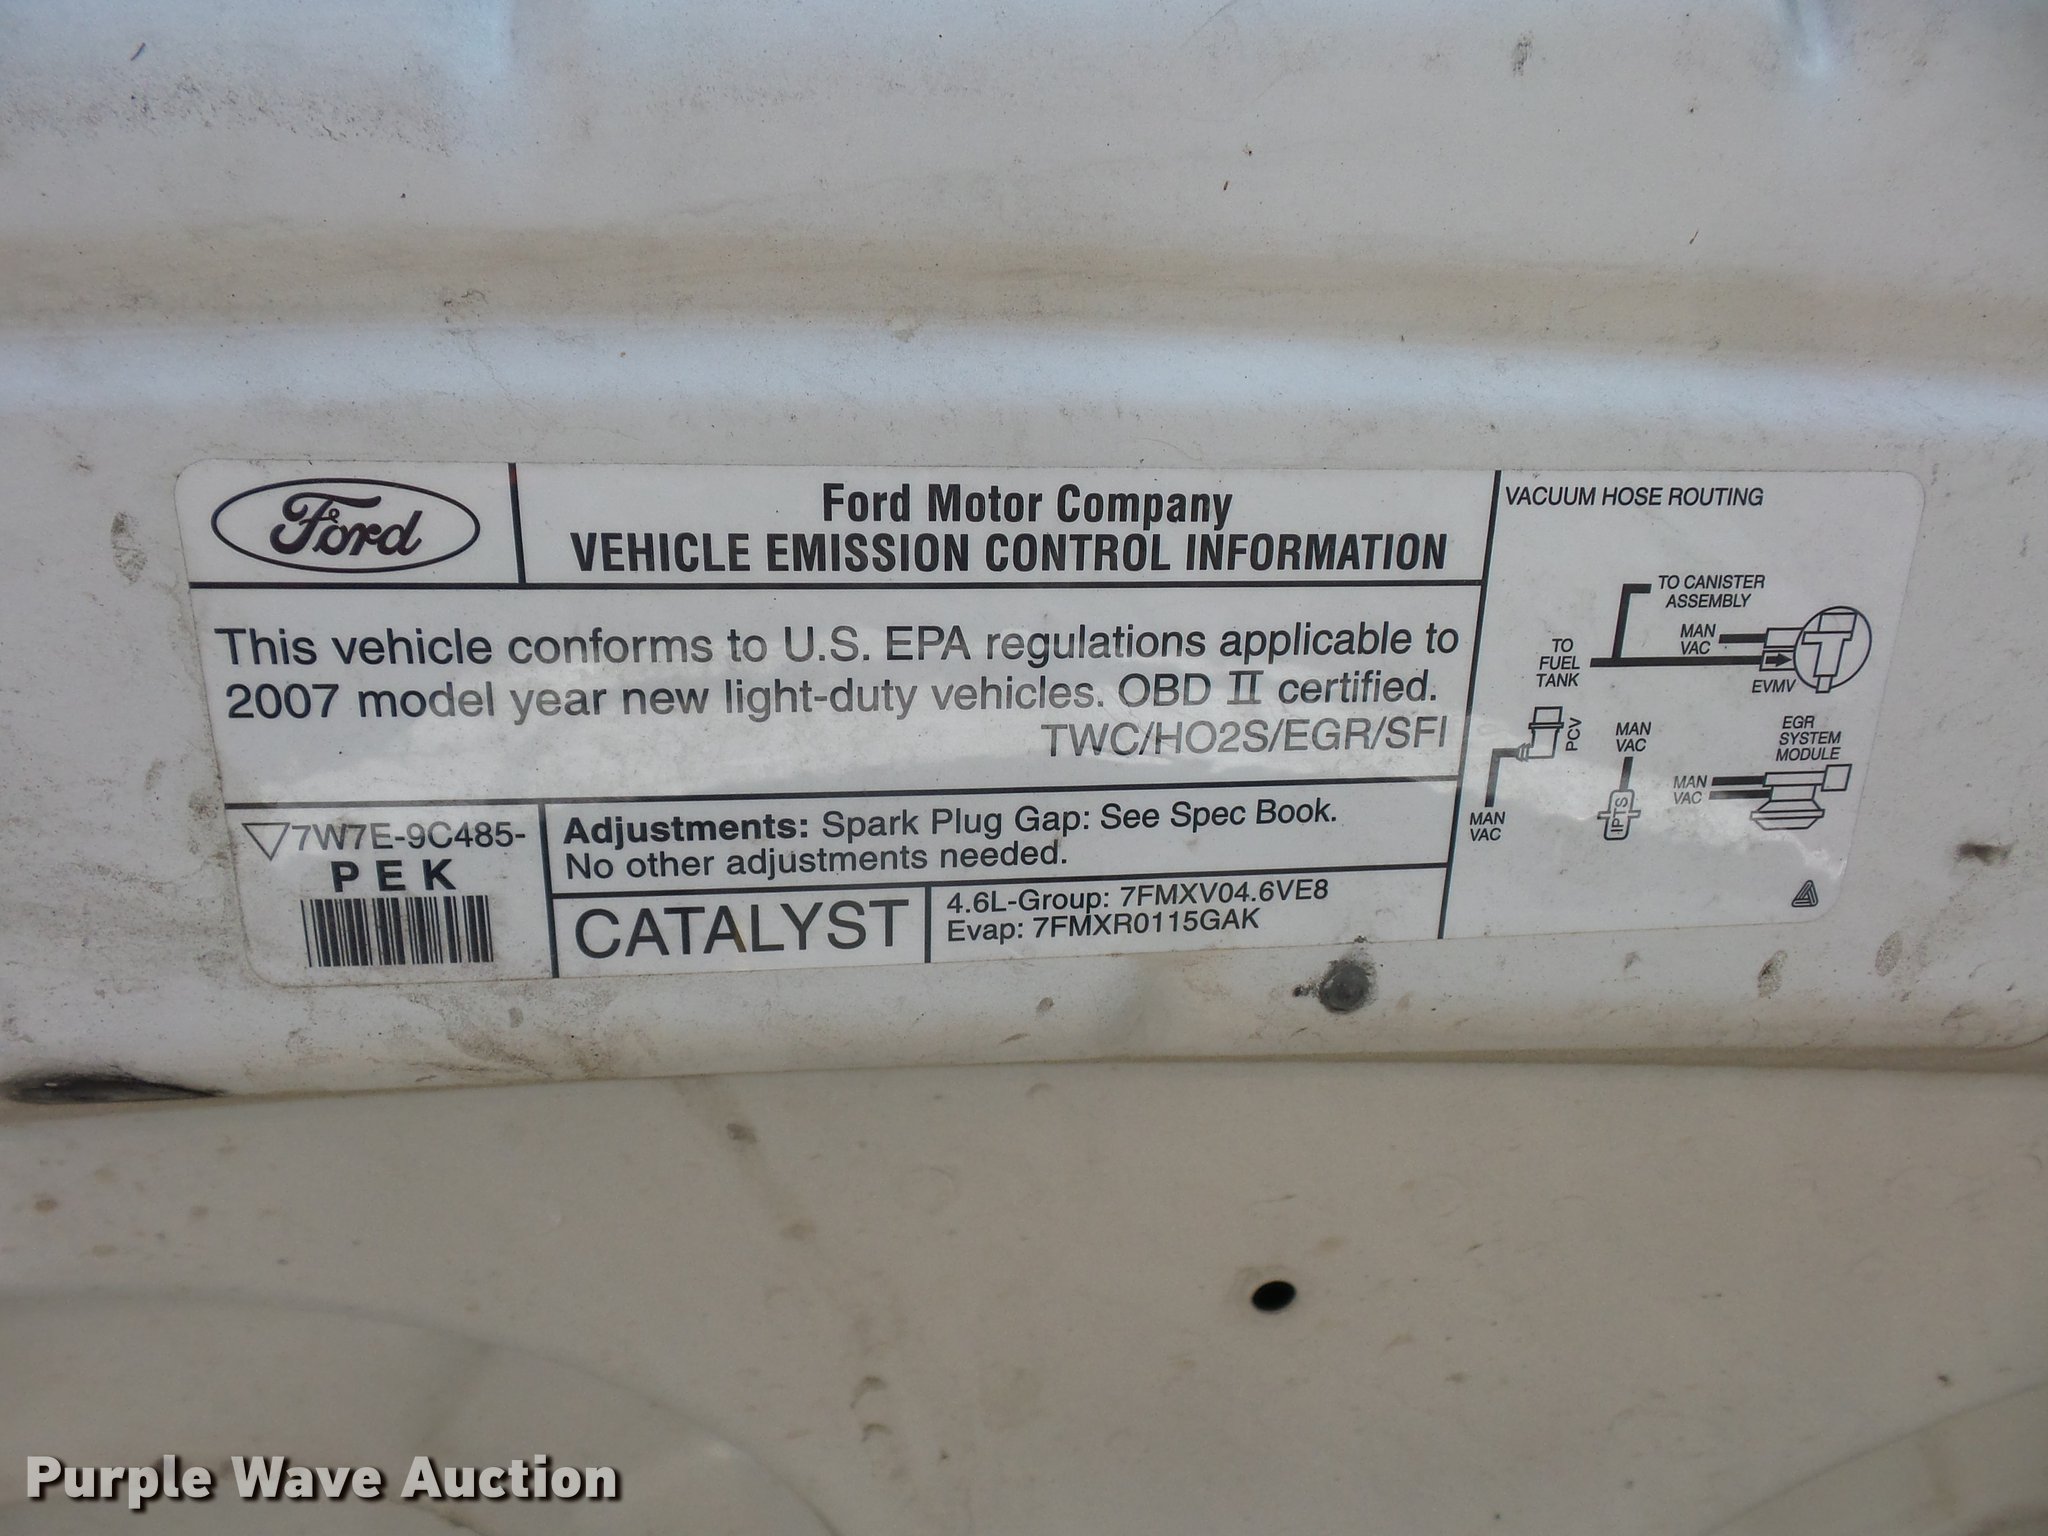 Ford
Ford Motor Company
VEHICLE EMISSION CONTROL INFORMATION
This vehicle conforms to U.S. EPA regulations applicable to
2007 model year new light-duty vehicles. OBD II certified.
TWC/HO2S/EGR/SFI
7W7E-9C485-
PEK
Adjustments: Spark Plug Gap: See Spec Book.
No other adjustments needed.
CATALYST
4.6L-Group: 7FMXV04.6VE8
Evap: 7FMXR0115GAK
VACUUM HOSE ROUTING
TO CANISTER
ASSEMBLY
MAN
VAC
TO
FUEL
TANK
EVMV
PCV
MAN
VAC
MAN
VAC
IPTS
EGR
SYSTEM
MODULE
MAN
VAC
Purple Wave Auction